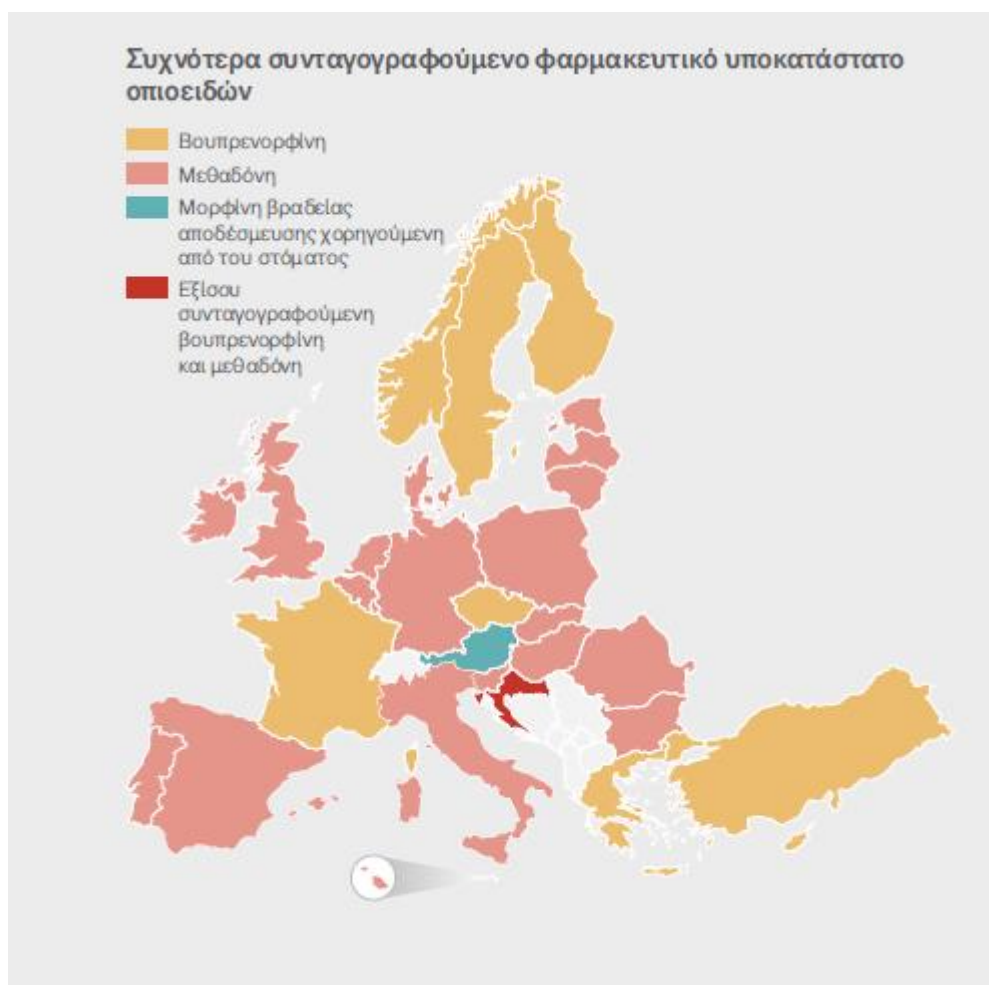 Συχνότερα συνταγογραφούμενο φαρμακευτικό υποκατάστατο
οπιοειδών
Βουπρενορφίνη
Μεθαδόνη
Μορφίνη βραδείας
αποδέσμευσης χορηγούμενη
από του στόματος
Εξίσου
συνταγογραφούμενη
βουπρενορφίνη
και μεθαδόνη